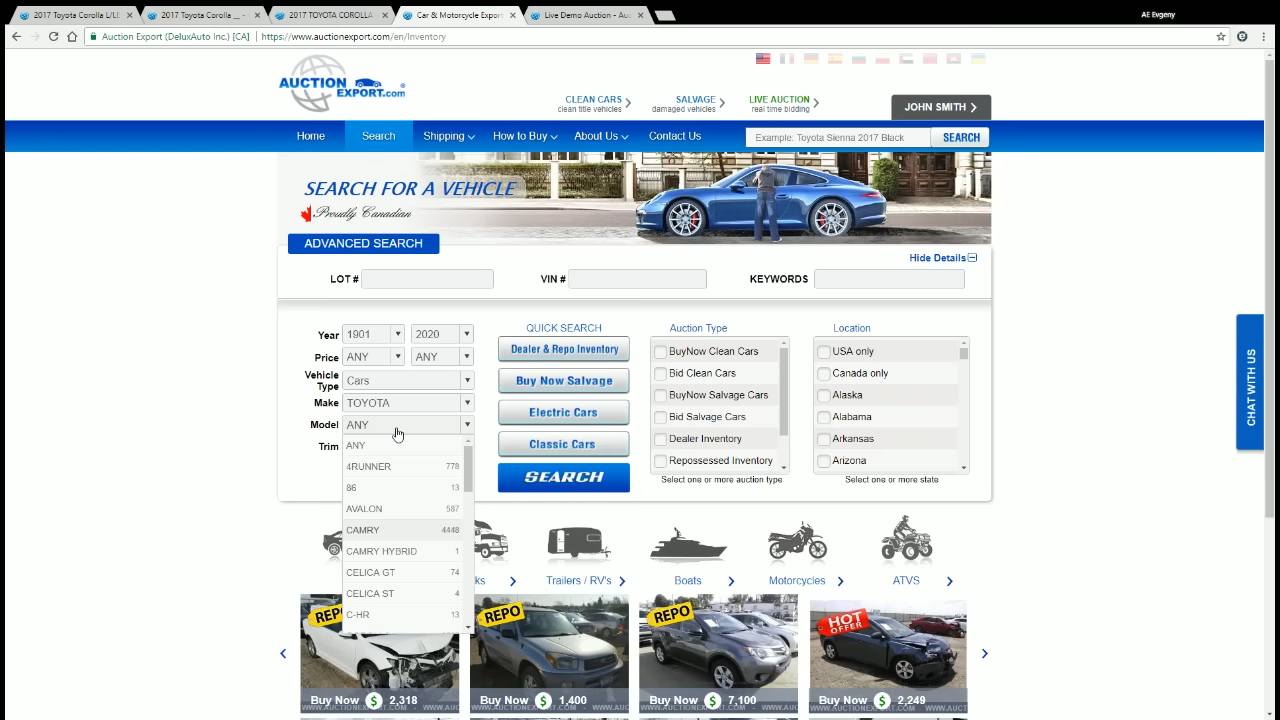 2017 Toyota Corolla L/LE
2017 Toyota Corolla __ -
2017 TOYOTA COROLLA
Car & Motorcycle Export
Live Demo Auction - Au
AE Evgeny
Auction Export (DeluxAuto Inc.) [CA] https://www.auctionexport.com/en/Inventory
AUCTION
EXPORT.com
CLEAN CARS
clean title vehicles
SALVAGE
damaged vehicles
LIVE AUCTION
real time bidding
JOHN SMITH
Home Search Shipping How to Buy About Us Contact Us
Example: Toyota Sienna 2017 Black SEARCH
SEARCH FOR A VEHICLE
Proudly Canadian
ADVANCED SEARCH
Hide Details
LOT # VIN # KEYWORDS
Year 1901 2020
Price ANY ANY
Vehicle
Type Cars
Make TOYOTA
Model ANY
Trim
ANY
4RUNNER 778
86 13
AVALON 587
CAMRY 4448
CAMRY HYBRID 1
CELICA GT 74
CELICA ST 4
C-HR 13
QUICK SEARCH
Dealer & Repo Inventory
Buy Now Salvage
Electric Cars
Classic Cars
SEARCH
Auction Type
BuyNow Clean Cars
Bid Clean Cars
BuyNow Salvage Cars
Bid Salvage Cars
Dealer Inventory
Repossessed Inventory
Select one or more auction type
Location
USA only
Canada only
Alaska
Alabama
Arkansas
Arizona
Select one or more state
CHAT WITH US
ks Trailers / RV's Boats Motorcycles ATVS
REPO
REPO
REPO
HOT
OFFER
Buy Now $ 2,318
Buy Now $ 1,400
Buy Now $ 7,100
Buy Now $ 2,249